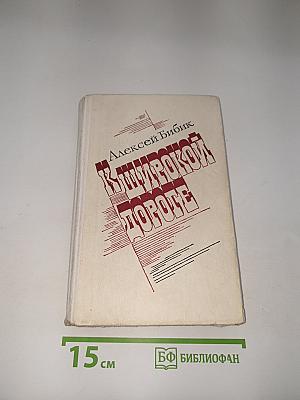 Алексей Бибик
К широкой
дороге
15 см
БФ БИБЛИОФАН